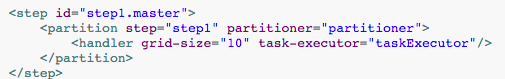 <step id="step1.master">
    <partition step="step1" partitioner="partitioner">
        <handler grid-size="10" task-executor="taskExecutor"/>
    </partition>
</step>